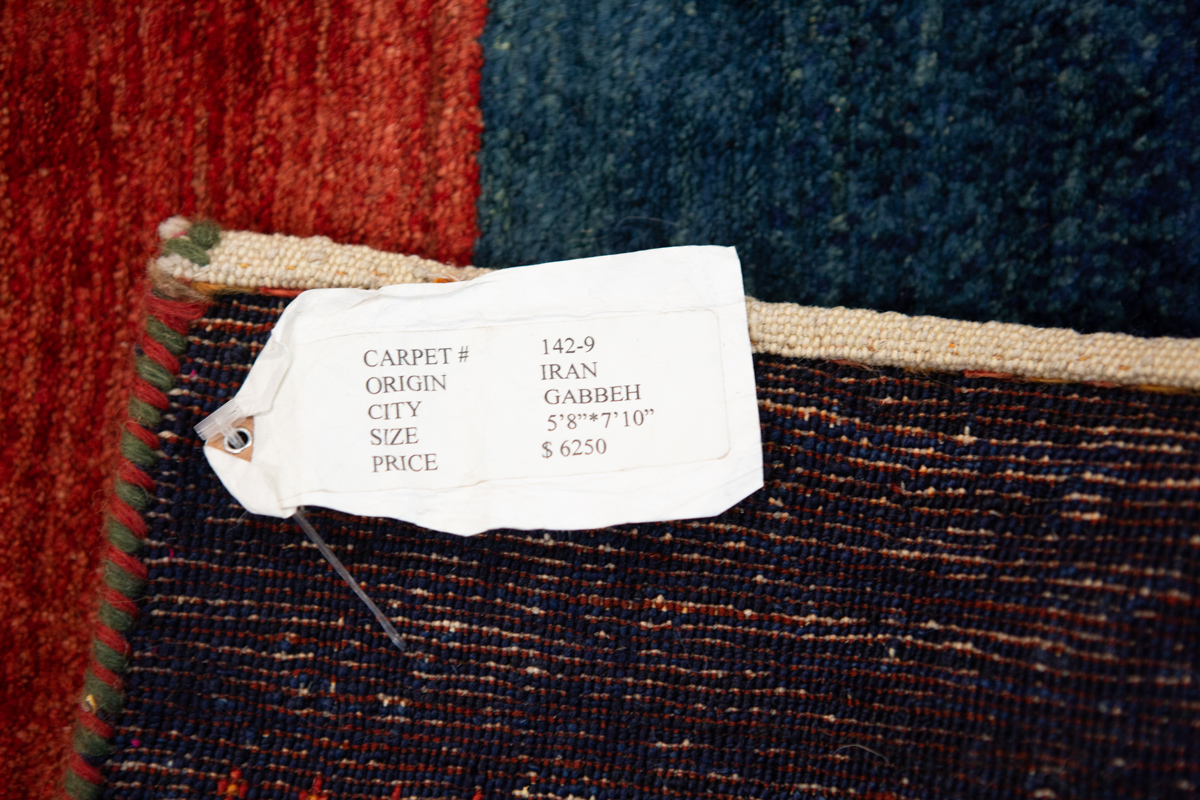 CARPET # 142-9
ORIGIN IRAN
CITY GABBEH
SIZE 5’8”*7’10”
PRICE $ 6250